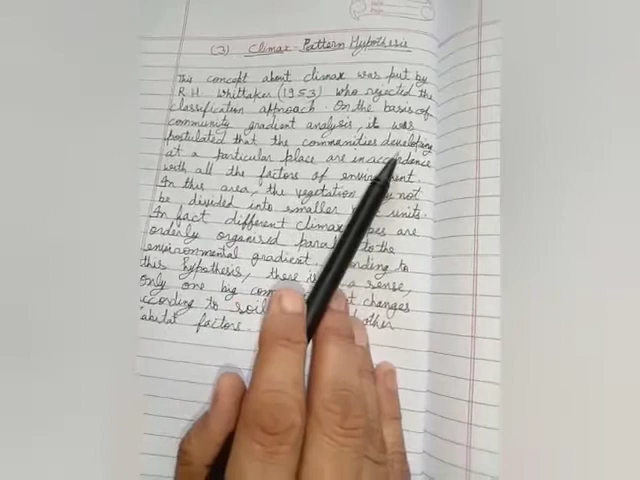 (3) Climax - Pattern Hypothesis
This concept about climax was put by
R.H. Whittaker (1953) who rejected the
classification approach. On the basis of
community gradient analysis, it was
postulated that the communities developing
at a particular place are in accordance
with all the factors of environment
In this area, the vegetation not
be divided into smaller units.
In fact different climax are
orderly organised to the
environmental gradient. to
this hypothesis, there a sense,
only one big changes
according to soil other
habitat factors.